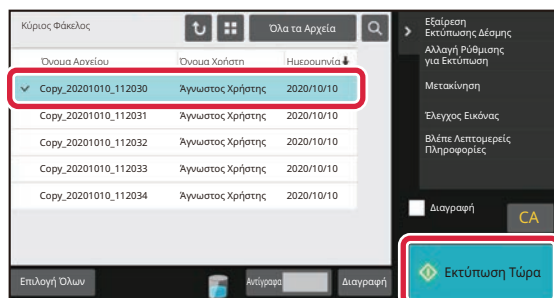 Κύριος Φάκελος
Όλα τα Αρχεία
Όνομα Αρχείου Όνομα Χρήστη Ημερομηνία
Copy_20201010_112030 Άγνωστος Χρήστης 2020/10/10
Copy_20201010_112031 Άγνωστος Χρήστης 2020/10/10
Copy_20201010_112032 Άγνωστος Χρήστης 2020/10/10
Copy_20201010_112033 Άγνωστος Χρήστης 2020/10/10
Copy_20201010_112034 Άγνωστος Χρήστης 2020/10/10
Επιλογή Όλων
Αντίγραφα
Διαγραφή
Εξαίρεση
Εκτύπωσης Δέσμης
Αλλαγή Ρύθμισης
για Εκτύπωση
Μετακίνηση
Έλεγχος Εικόνας
Βλέπε Λεπτομερείς
Πληροφορίες
Διαγραφή
CA
Εκτύπωση Τώρα